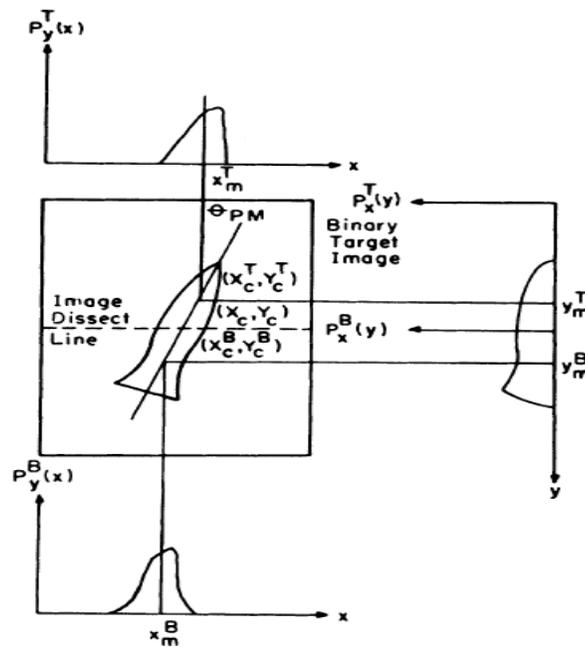 P_y^T(x)
x
x_m^T
θ_PM
P_x^T(y)
Binary
Target
Image
(X_c^T, Y_c^T)
y_m^T
Image
Dissect
Line
(X_c, Y_c)
P_x^B(y)
(X_c^B, Y_c^B)
y_m^B
P_y^B(x)
y
x
x_m^B